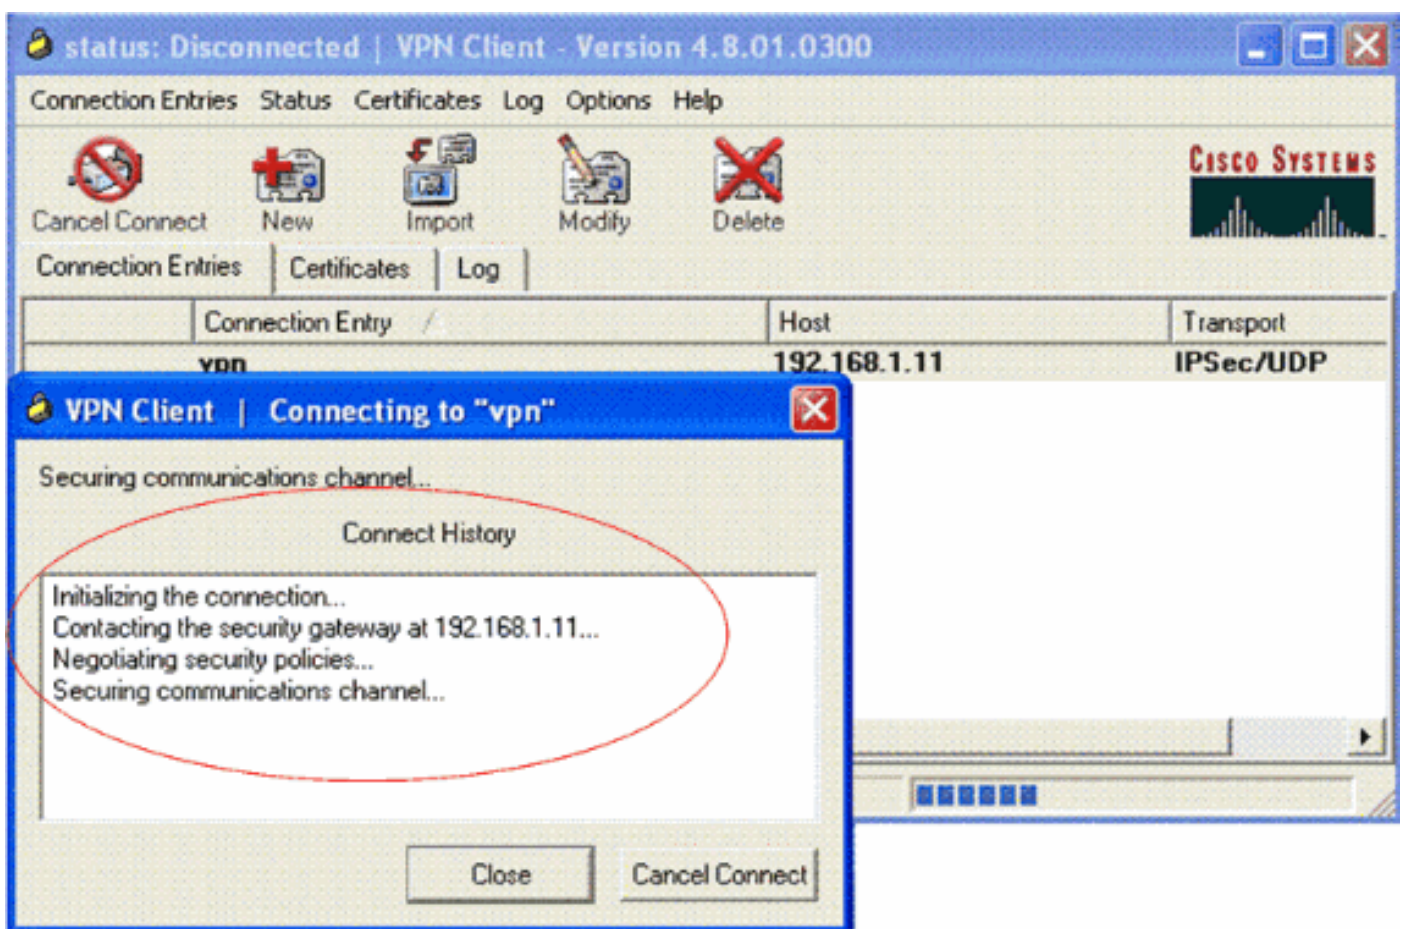 status: Disconnected | VPN Client - Version 4.8.01.0300
Connection Entries Status Certificates Log Options Help
Cancel Connect New Import Modify Delete
CISCO SYSTEMS
Connection Entries Certificates Log
Connection Entry Host Transport
vpn 192.168.1.11 IPSec/UDP
VPN Client | Connecting to "vpn"
Securing communications channel...
Connect History
Initializing the connection...
Contacting the security gateway at 192.168.1.11...
Negotiating security policies...
Securing communications channel...
Close Cancel Connect